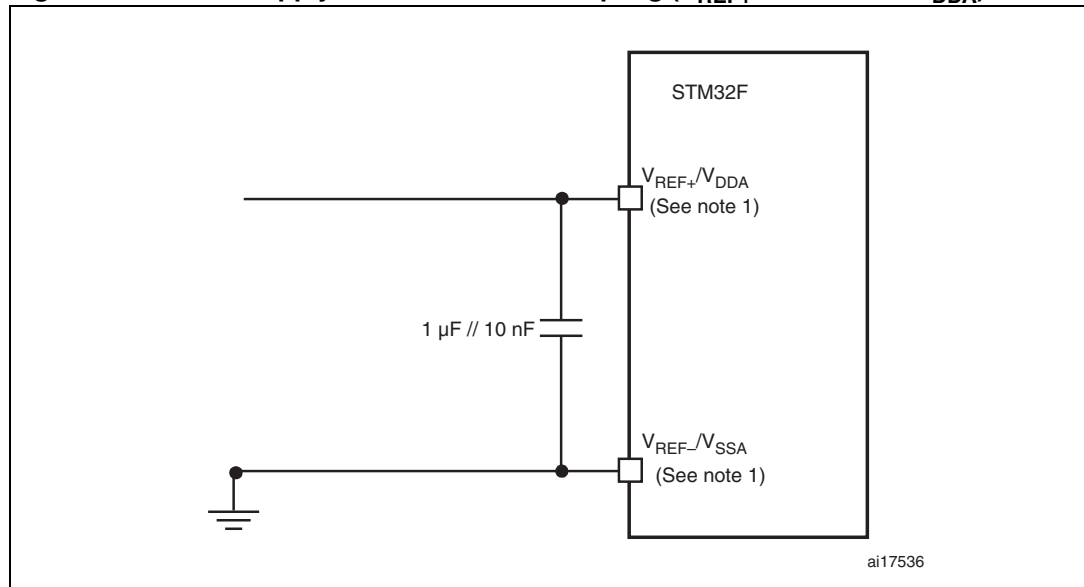 STM32F
VREF+/VDDA
(See note 1)
1 µF // 10 nF
VREF–/VSSA
(See note 1)
ai17536